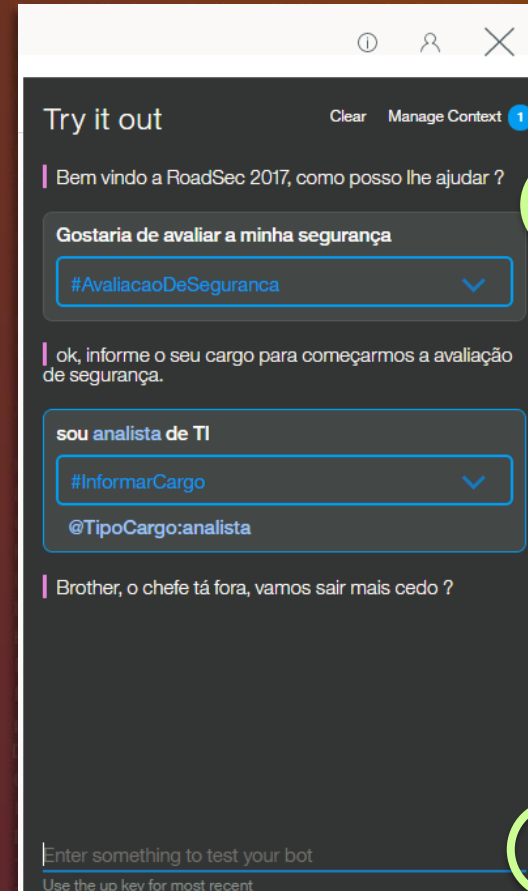 Try it out
Clear
Manage Context 1
Bem vindo a RoadSec 2017, como posso lhe ajudar ?
Gostaria de avaliar a minha segurança
#AvaliacaoDeSeguranca
ok, informe o seu cargo para começarmos a avaliação
de segurança.
sou analista de TI
#InformarCargo
@TipoCargo:analista
Brother, o chefe tá fora, vamos sair mais cedo ?
Enter something to test your bot
Use the up key for most recent